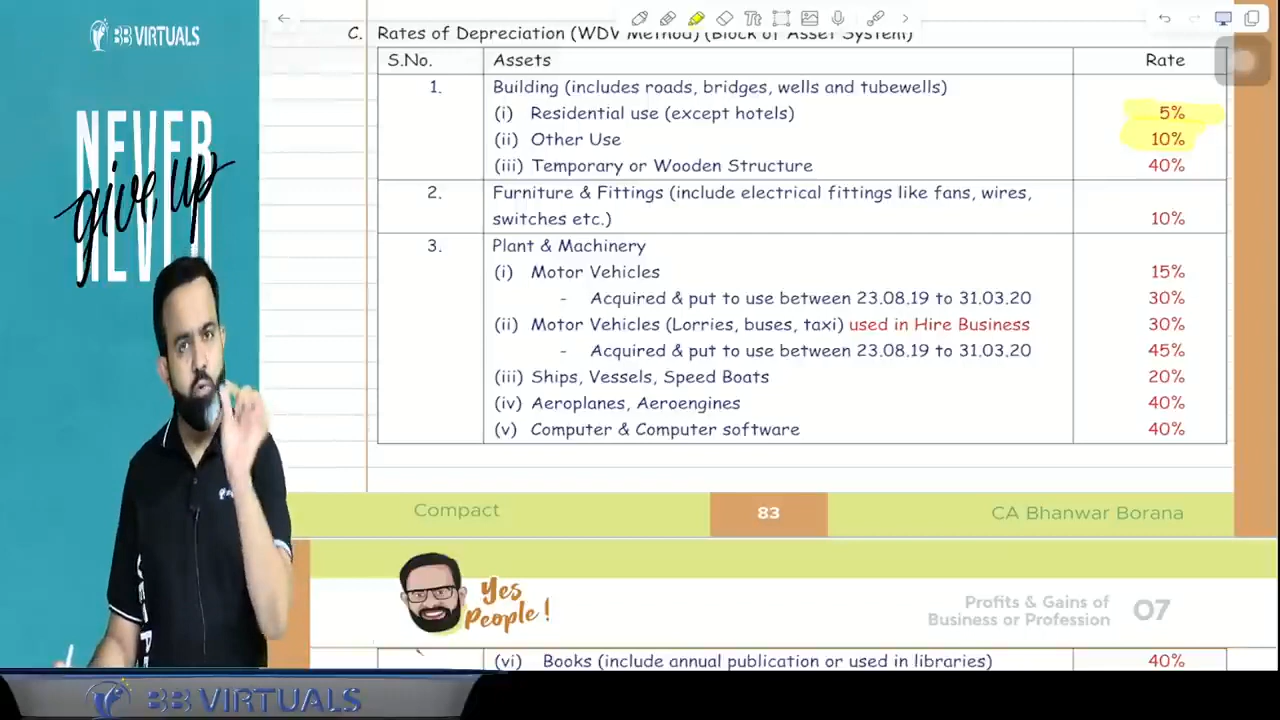 BB VIRTUALS
NEVER
give up
NEVER
C. Rates of Depreciation (WDV Method) (Block of Asset System)
S.No. Assets Rate
1. Building (includes roads, bridges, wells and tubewells)
(i) Residential use (except hotels) 5%
(ii) Other Use 10%
(iii) Temporary or Wooden Structure 40%
2. Furniture & Fittings (include electrical fittings like fans, wires,
switches etc.) 10%
3. Plant & Machinery
(i) Motor Vehicles 15%
- Acquired & put to use between 23.08.19 to 31.03.20 30%
(ii) Motor Vehicles (Lorries, buses, taxi) used in Hire Business 30%
- Acquired & put to use between 23.08.19 to 31.03.20 45%
(iii) Ships, Vessels, Speed Boats 20%
(iv) Aeroplanes, Aeroengines 40%
(v) Computer & Computer software 40%
Compact 83 CA Bhanwar Borana
Yes
People!
Profits & Gains of
Business or Profession 07
(vi) Books (include annual publication or used in libraries) 40%
BB VIRTUALS